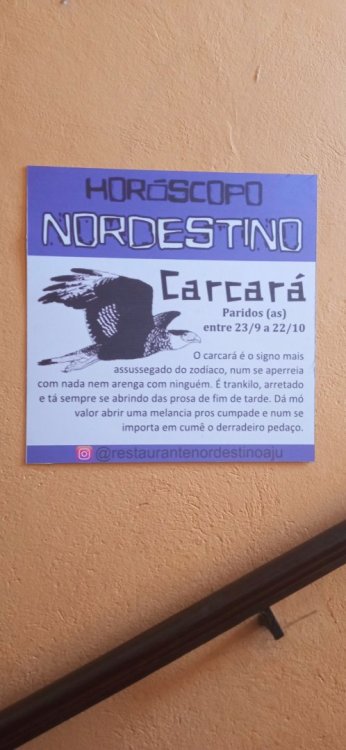 HORÓSCOPO
NORDESTINO
Carcará
Paridos (as)
entre 23/9 a 22/10
O carcará é o signo mais
assussegado do zodíaco, num se aperreia
com nada nem arenga com ninguém. É trankilo, arretado
e tá sempre se abrindo das prosa de fim de tarde. Dá mó
valor abrir uma melancia pros cumpade e num se
importa em cumê o derradeiro pedaço.
@restaurantenordestinoaju